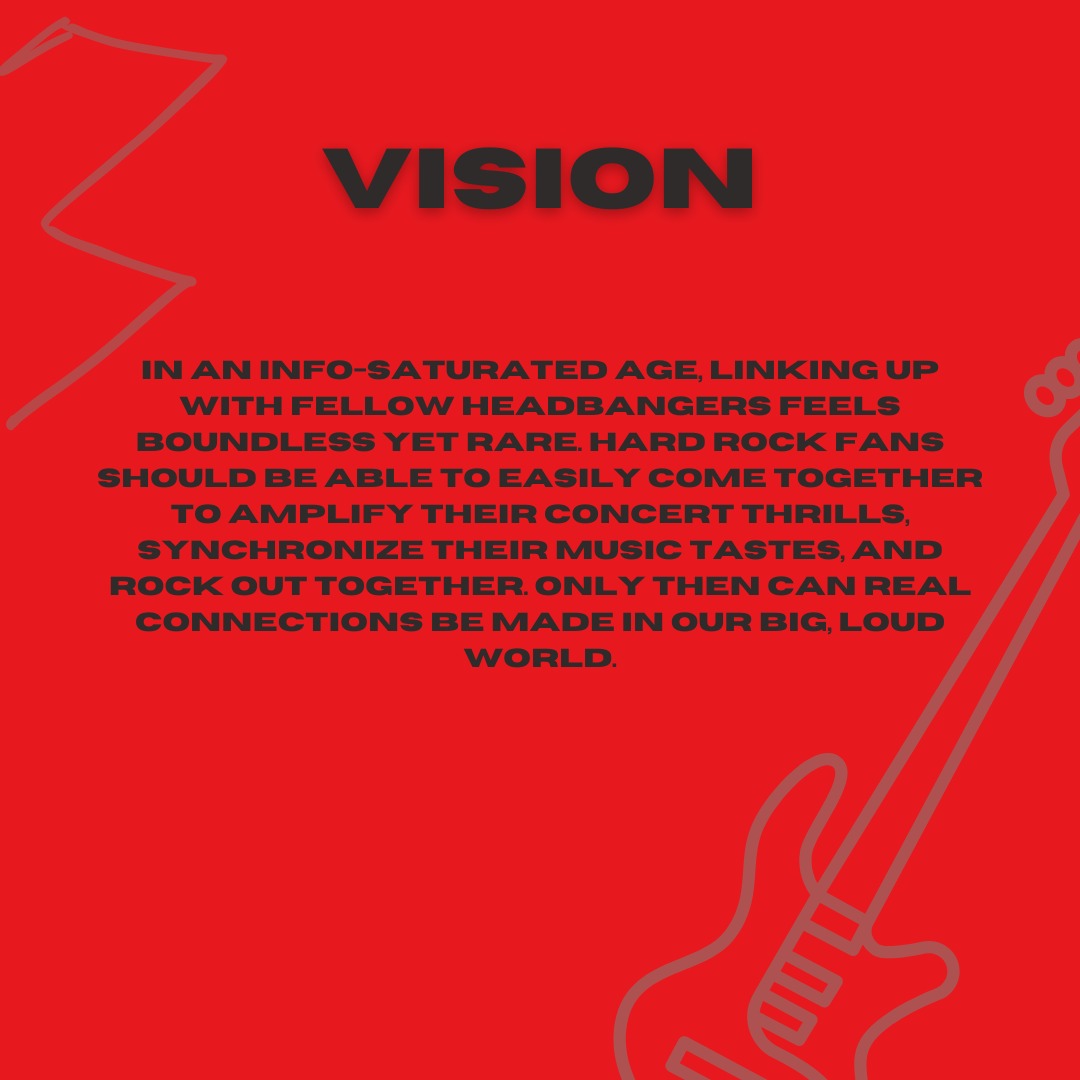 VISION
IN AN INFO-SATURATED AGE, LINKING UP
WITH FELLOW HEADBANGERS FEELS
BOUNDLESS YET RARE. HARD ROCK FANS
SHOULD BE ABLE TO EASILY COME TOGETHER
TO AMPLIFY THEIR CONCERT THRILLS,
SYNCHRONIZE THEIR MUSIC TASTES, AND
ROCK OUT TOGETHER. ONLY THEN CAN REAL
CONNECTIONS BE MADE IN OUR BIG, LOUD
WORLD.